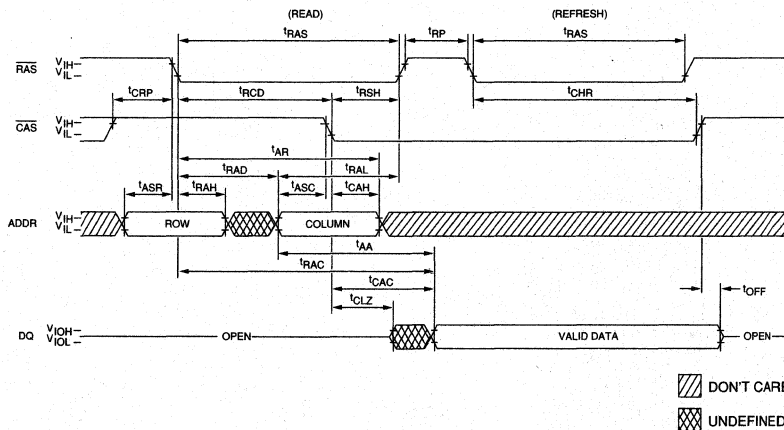 (READ) (REFRESH)
tRAS tRP tRAS
RAS VIH VIL
tCRP tRCD tRSH tCHR
CAS VIH VIL
tAR
tRAD tRAL
tASR tRAH tASC tCAH
ADDR VIH VIL ROW COLUMN
tAA
tRAC
tCAC
tCLZ tOFF
DQ VIOH VIOL OPEN VALID DATA OPEN
DON'T CARE
UNDEFINED